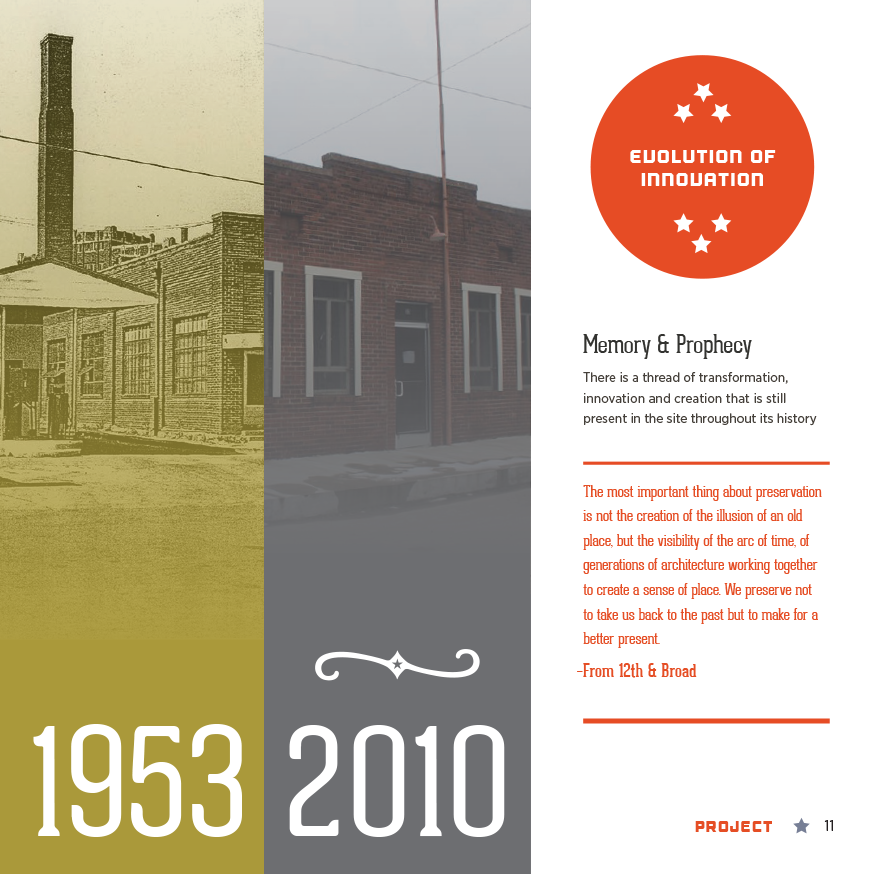 EVOLUTION OF
INNOVATION
Memory & Prophecy
There is a thread of transformation,
innovation and creation that is still
present in the site throughout its history
The most important thing about preservation
is not the creation of the illusion of an old
place, but the visibility of the arc of time, of
generations of architecture working together
to create a sense of place. We preserve not
to take us back to the past but to make for a
better present.
-From 12th & Broad
1953
2010
PROJECT 11